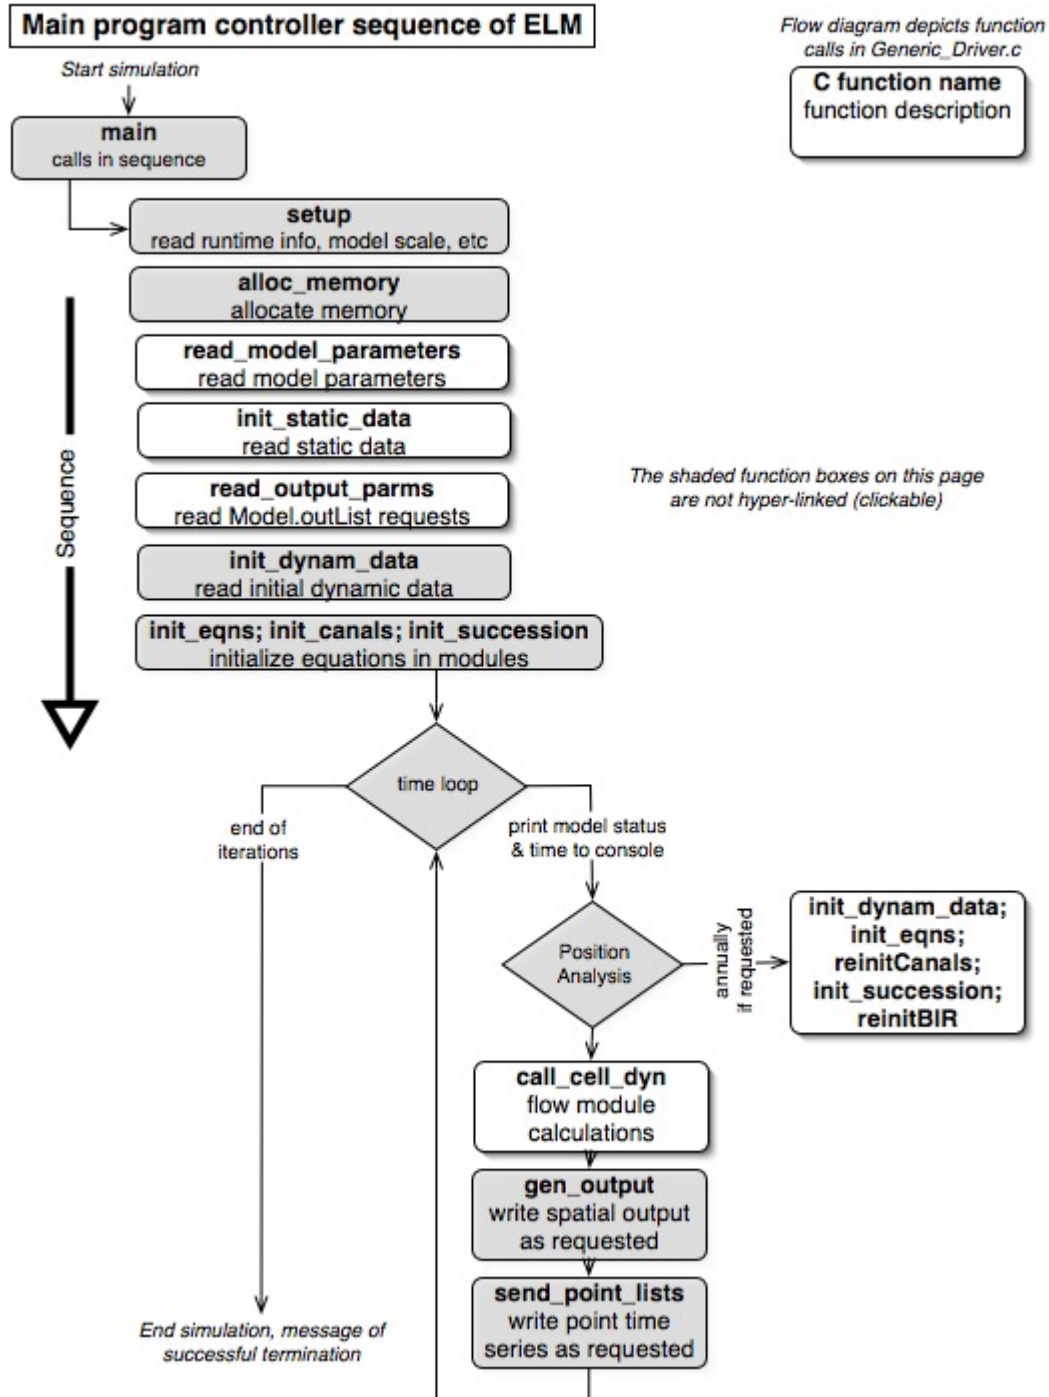 Main program controller sequence of ELM
Flow diagram depicts function
calls in Generic_Driver.c
C function name
function description
Start simulation
main
calls in sequence
setup
read runtime info, model scale, etc
alloc_memory
allocate memory
read_model_parameters
read model parameters
init_static_data
read static data
read_output_parms
read Model.outList requests
init_dynam_data
read initial dynamic data
init_eqns; init_canals; init_succession
initialize equations in modules
Sequence
The shaded function boxes on this page
are not hyper-linked (clickable)
time loop
end of
iterations
print model status
& time to console
Position
Analysis
annually
if requested
init_dynam_data;
init_eqns;
reinitCanals;
init_succession;
reinitBIR
call_cell_dyn
flow module
calculations
gen_output
write spatial output
as requested
send_point_lists
write point time
series as requested
End simulation, message of
successful termination